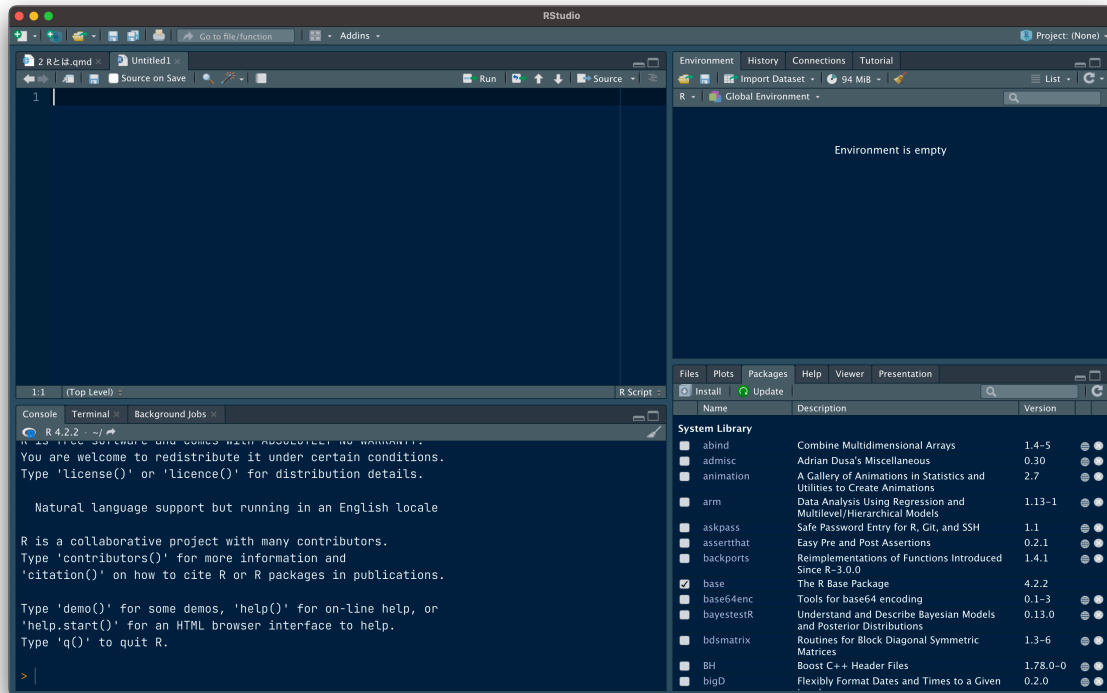 RStudio
Go to file/function
Addins
Project: (None)
2 Rとは.qmd
Untitled1
Source on Save
Run
Source
1
1:1
(Top Level)
R Script
Console
Terminal
Background Jobs
R 4.2.2 · ~/
R is free software and comes with ABSOLUTELY NO WARRANTY.
You are welcome to redistribute it under certain conditions.
Type 'license()' or 'licence()' for distribution details.
Natural language support but running in an English locale
R is a collaborative project with many contributors.
Type 'contributors()' for more information and
'citation()' on how to cite R or R packages in publications.
Type 'demo()' for some demos, 'help()' for on-line help, or
'help.start()' for an HTML browser interface to help.
Type 'q()' to quit R.
>
Environment
History
Connections
Tutorial
Import Dataset
94 MiB
List
R
Global Environment
Environment is empty
Files
Plots
Packages
Help
Viewer
Presentation
Install
Update
Name Description Version
System Library
abind Combine Multidimensional Arrays 1.4-5
admisc Adrian Dusa's Miscellaneous 0.30
animation A Gallery of Animations in Statistics and 2.7
Utilities to Create Animations
arm Data Analysis Using Regression and 1.13-1
Multilevel/Hierarchical Models
askpass Safe Password Entry for R, Git, and SSH 1.1
assertthat Easy Pre and Post Assertions 0.2.1
backports Reimplementations of Functions Introduced 1.4.1
Since R-3.0.0
base The R Base Package 4.2.2
base64enc Tools for base64 encoding 0.1-3
bayestestR Understand and Describe Bayesian Models 0.13.0
and Posterior Distributions
bdsmatrix Routines for Block Diagonal Symmetric 1.3-6
Matrices
BH Boost C++ Header Files 1.78.0-0
bigD Flexibly Format Dates and Times to a Given 0.2.0